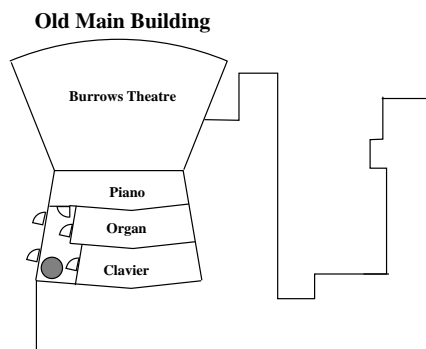 Old Main Building
Burrows Theatre
Piano
Organ
Clavier